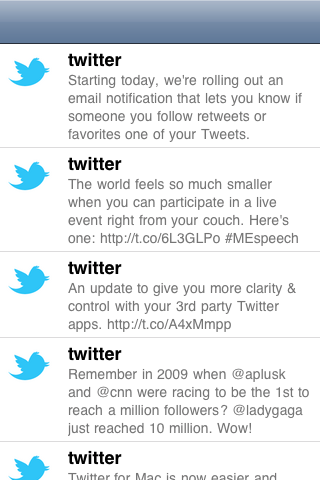 twitter
Starting today, we're rolling out an
email notification that lets you know if
someone you follow retweets or
favorites one of your Tweets.
twitter
The world feels so much smaller
when you can participate in a live
event right from your couch. Here's
one: http://t.co/6L3GLPo #MEspeech
twitter
An update to give you more clarity &
control with your 3rd party Twitter
apps. http://t.co/A4xMmpp
twitter
Remember in 2009 when @aplusk
and @cnn were racing to be the 1st to
reach a million followers? @ladygaga
just reached 10 million. Wow!
twitter
Twitter for Mac is now easier and